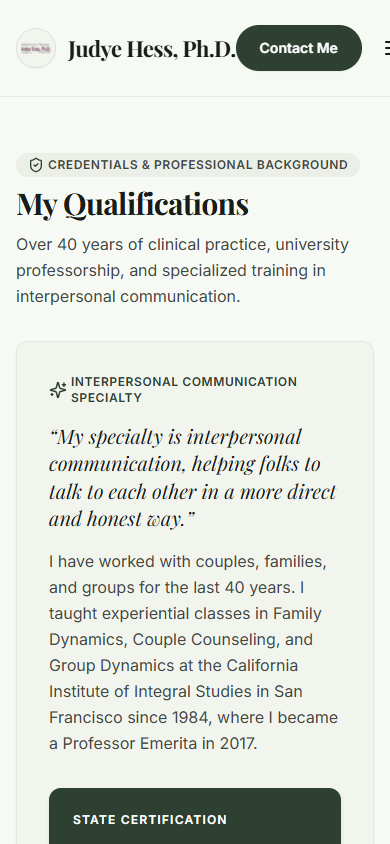 Judye Hess, Ph.D.
Contact Me
CREDENTIALS & PROFESSIONAL BACKGROUND
My Qualifications
Over 40 years of clinical practice, university
professorship, and specialized training in
interpersonal communication.
INTERPERSONAL COMMUNICATION
SPECIALTY
“My specialty is interpersonal
communication, helping folks to
talk to each other in a more direct
and honest way.”
I have worked with couples, families,
and groups for the last 40 years. I
taught experiential classes in Family
Dynamics, Couple Counseling, and
Group Dynamics at the California
Institute of Integral Studies in San
Francisco since 1984, where I became
a Professor Emerita in 2017.
STATE CERTIFICATION